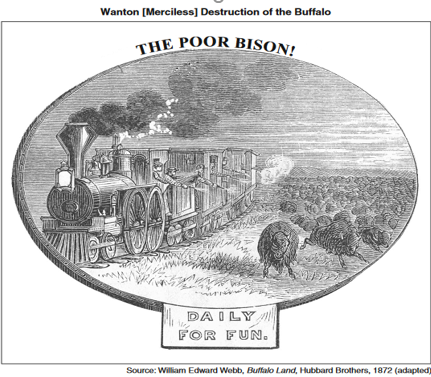 Wanton [Merciless] Destruction of the Buffalo
THE POOR BISON!
DAILY
FOR FUN.
Source: William Edward Webb, Buffalo Land, Hubbard Brothers, 1872 (adapted)